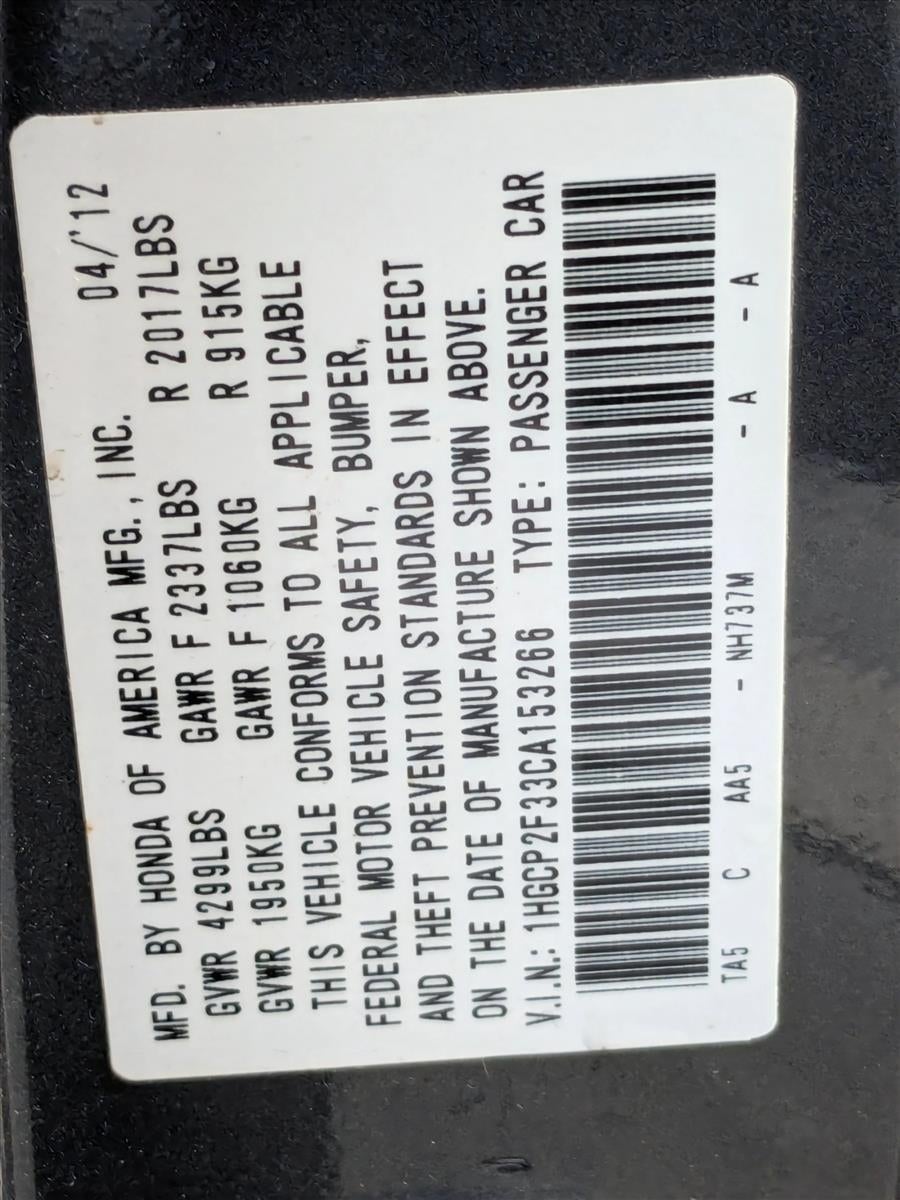 MFD. BY HONDA OF AMERICA MFG., INC. 04/'12
GVWR 4299LBS GAWR F 2337LBS R 2017LBS
GVWR 1950KG GAWR F 1060KG R 915KG
THIS VEHICLE CONFORMS TO ALL APPLICABLE
FEDERAL MOTOR VEHICLE SAFETY, BUMPER,
AND THEFT PREVENTION STANDARDS IN EFFECT
ON THE DATE OF MANUFACTURE SHOWN ABOVE.
V.I.N.: 1HGCP2F33CA153266 TYPE: PASSENGER CAR
TA5 C AA5 - NH737M - A - A